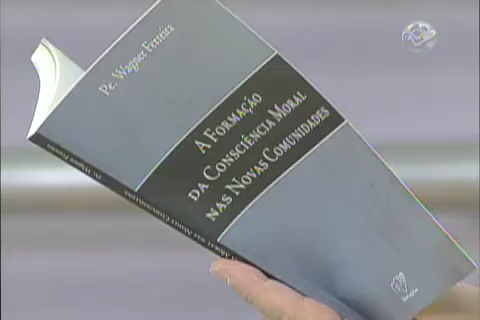 Pe. Wagner Ferreira
A Formação
da Consciência Moral
nas Novas Comunidades